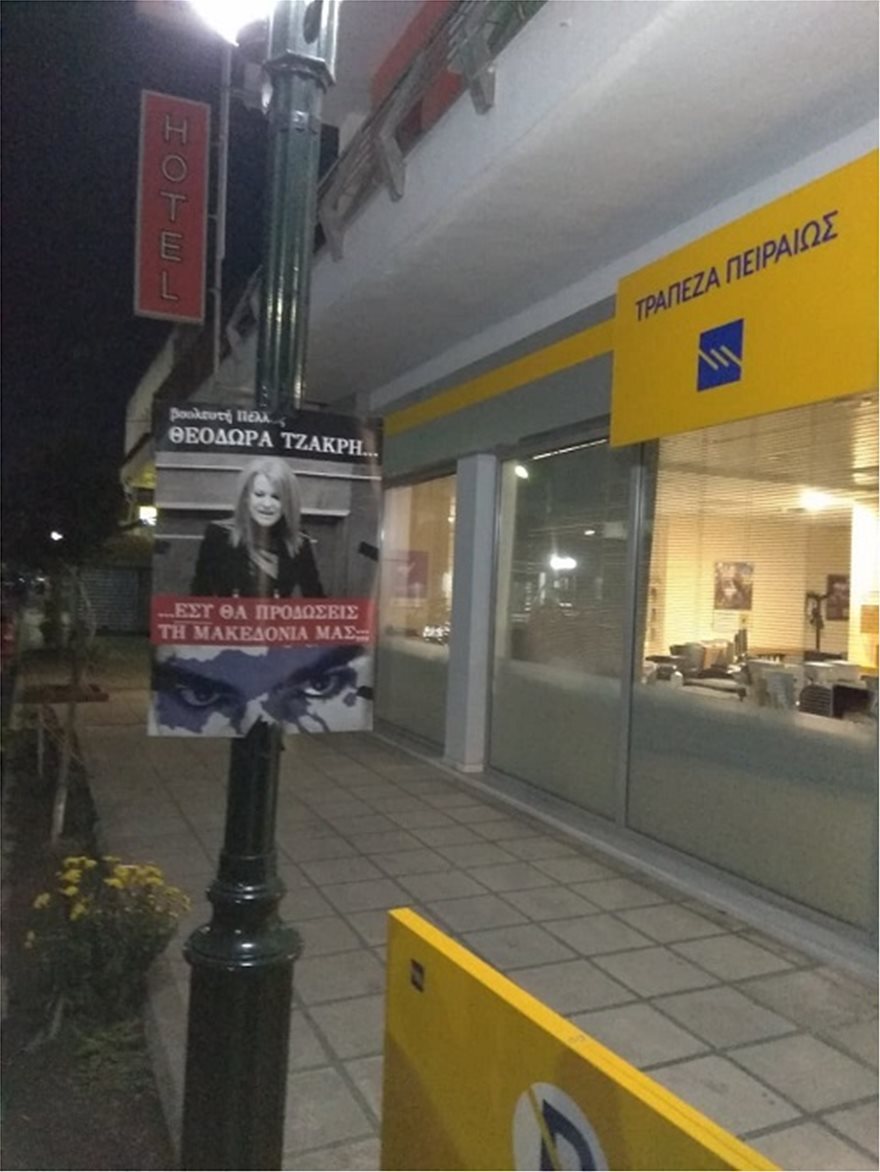 HOTEL
ΤΡΑΠΕΖΑ ΠΕΙΡΑΙΩΣ
βουλευτή Πέλλας
ΘΕΟΔΩΡΑ ΤΖΑΚΡΗ...
...ΕΣΥ ΘΑ ΠΡΟΔΩΣΕΙΣ
ΤΗ ΜΑΚΕΔΟΝΙΑ ΜΑΣ;;;